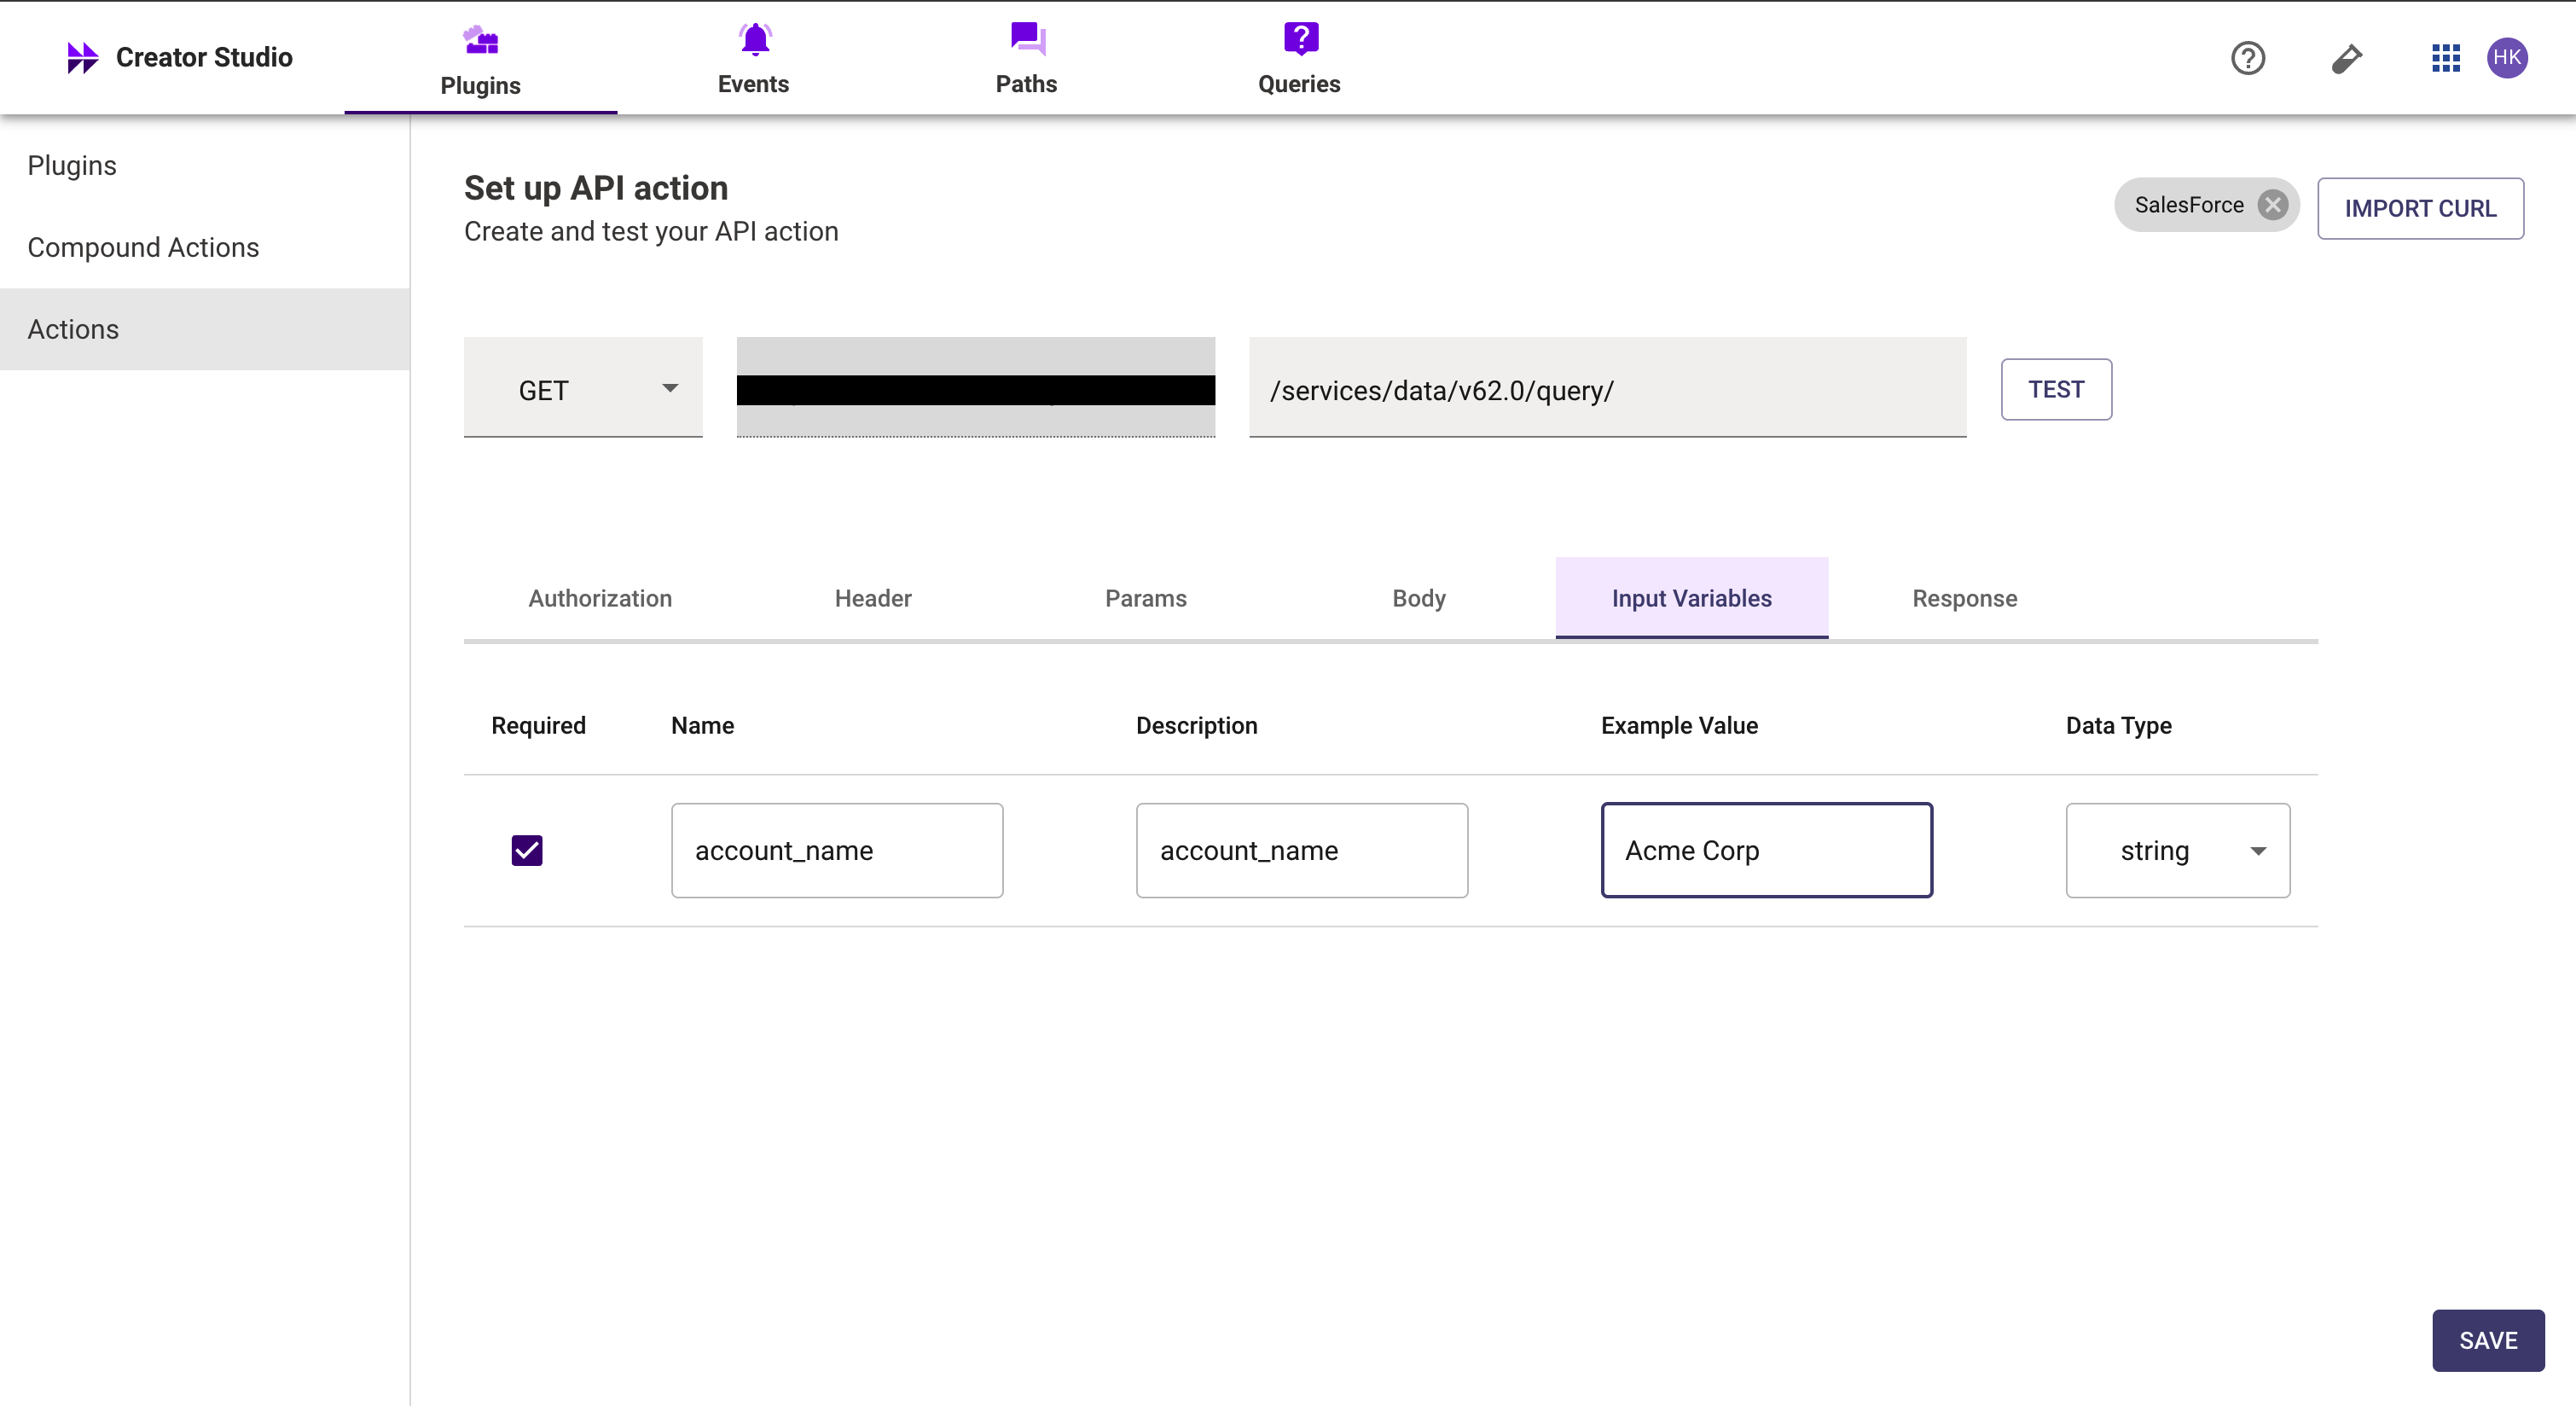 Creator Studio
Plugins
Events
Paths
Queries
HK
Plugins
Compound Actions
Actions
Set up API action
Create and test your API action
SalesForce
IMPORT CURL
GET
/services/data/v62.0/query/
TEST
Authorization
Header
Params
Body
Input Variables
Response
Required
Name
Description
Example Value
Data Type
account_name
account_name
Acme Corp
string
SAVE